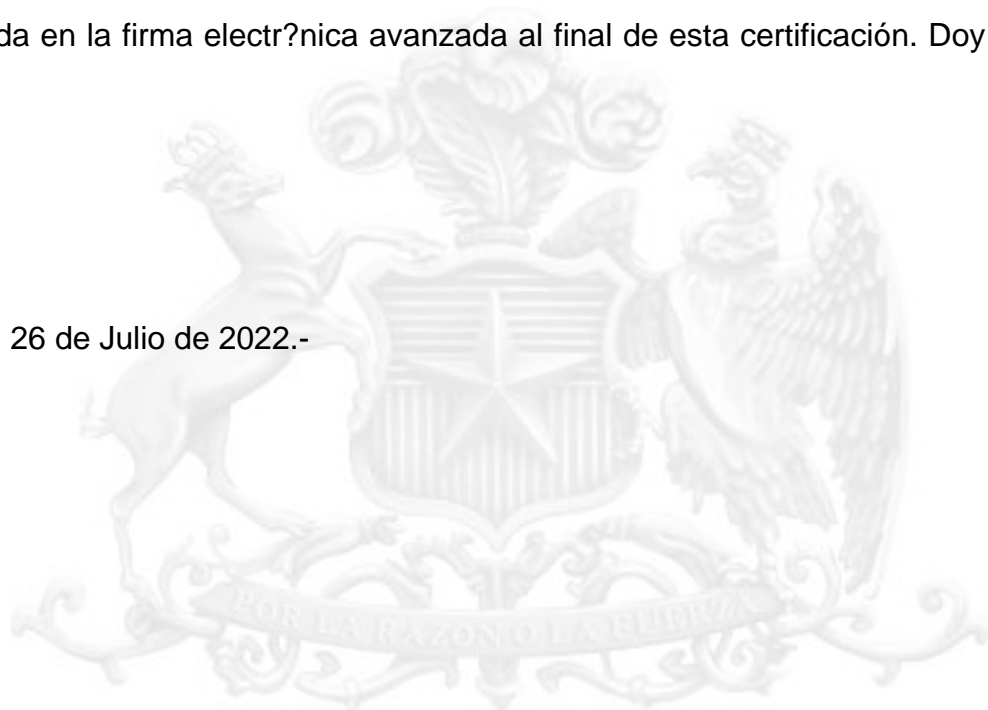 da en la firma electr?nica avanzada al final de esta certificación. Doy
26 de Julio de 2022.-
POR LA RAZON O LA FUERZA